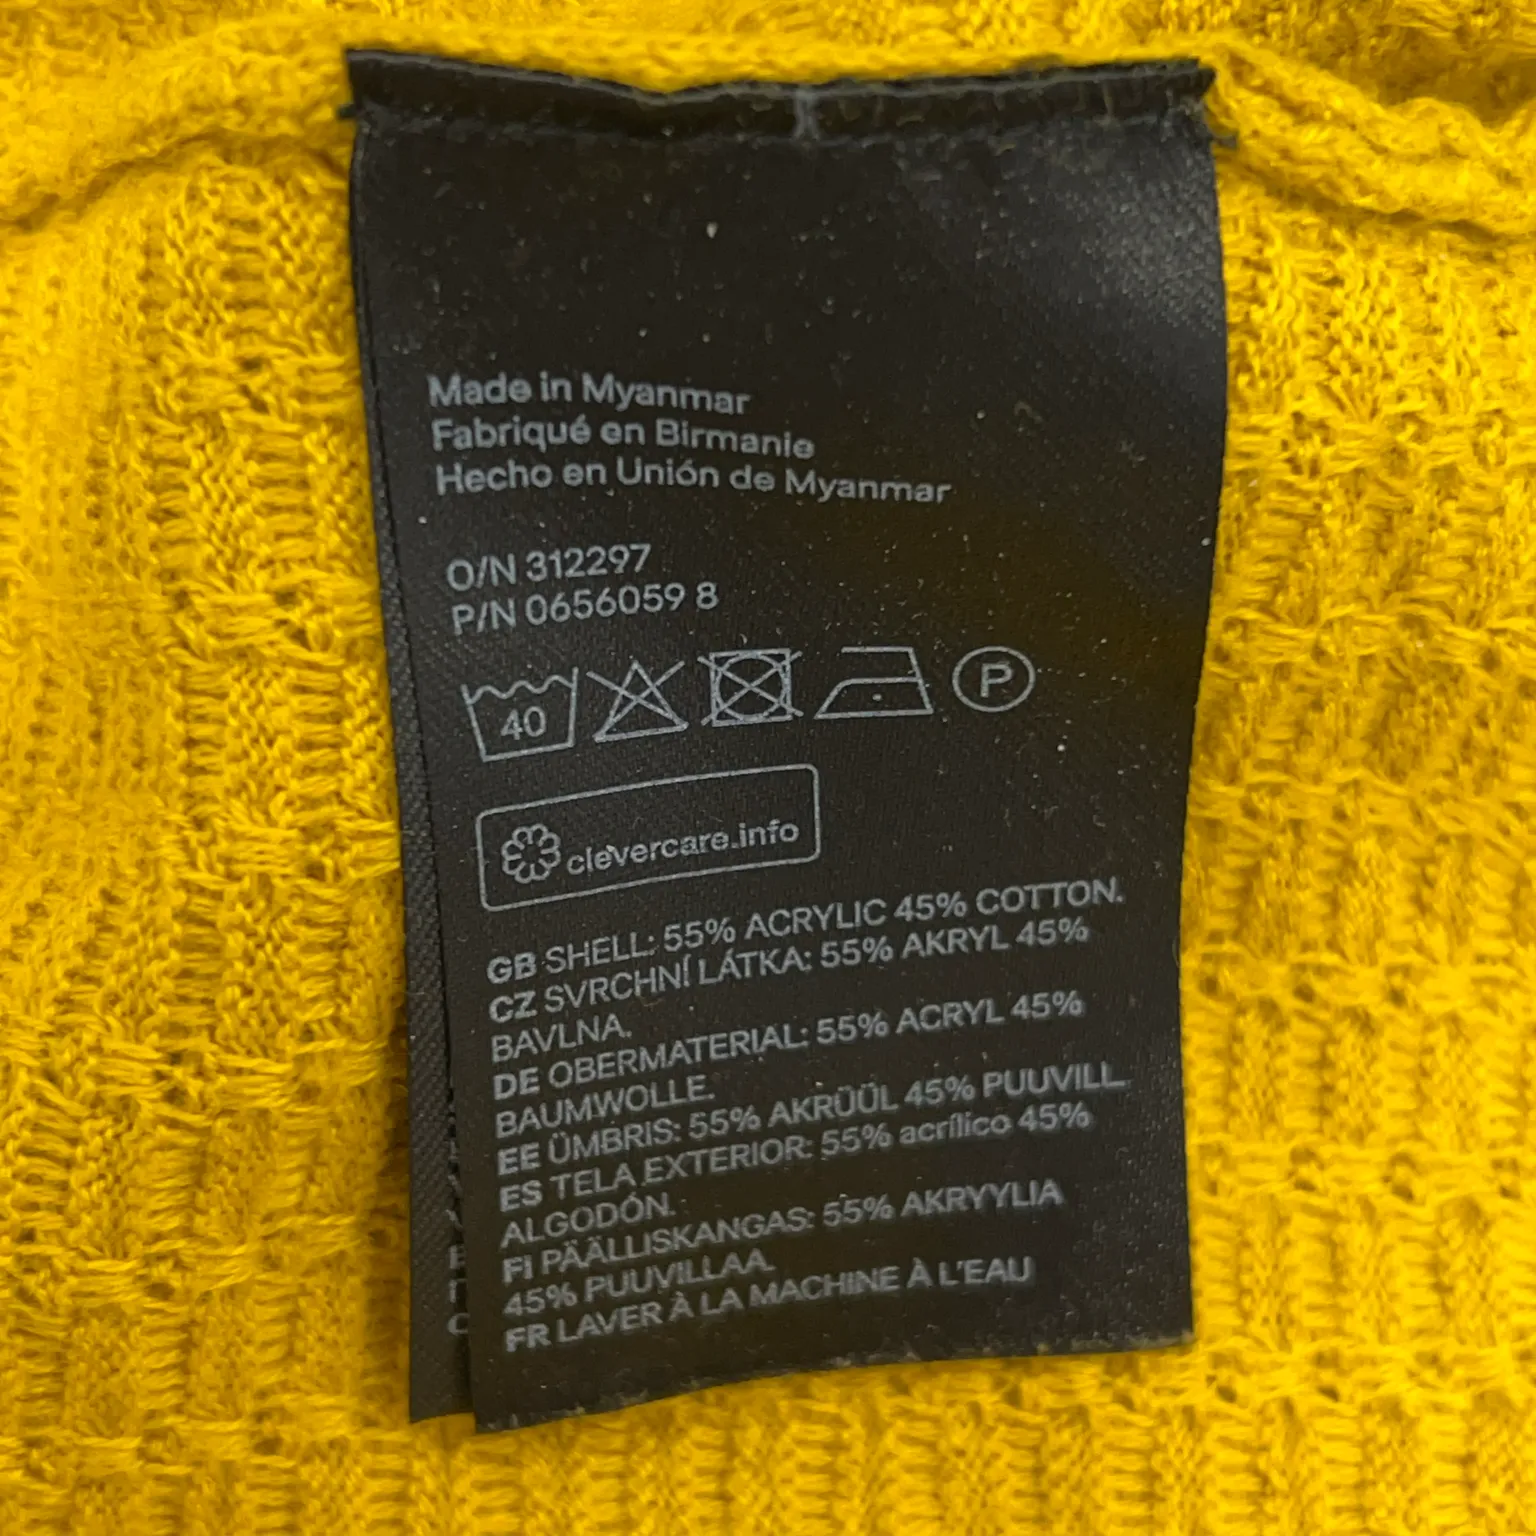 Made in Myanmar
Fabriqué en Birmanie
Hecho en Unión de Myanmar
O/N 312297
P/N 0656059 8
40
P
clevercare.info
GB SHELL: 55% ACRYLIC 45% COTTON.
CZ SVRCHNÍ LÁTKA: 55% AKRYL 45%
BAVLNA.
DE OBERMATERIAL: 55% ACRYL 45%
BAUMWOLLE.
EE ÜMBRIS: 55% AKRÜÜL 45% PUUVILL.
ES TELA EXTERIOR: 55% acrílico 45%
ALGODÓN.
FI PÄÄLLISKANGAS: 55% AKRYYLIA
45% PUUVILLAA.
FR LAVER À LA MACHINE À L'EAU